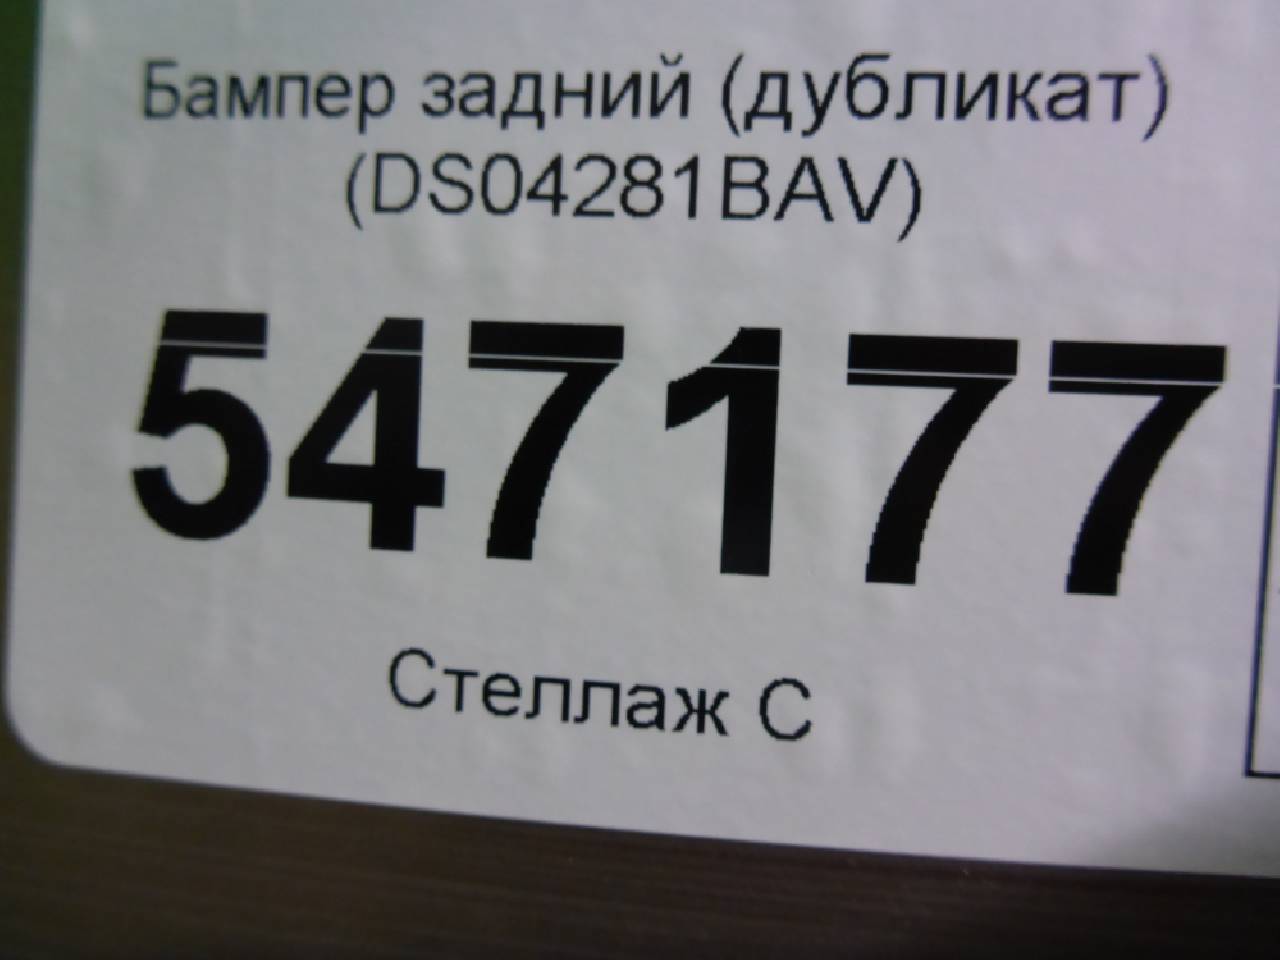 Бампер задний (дубликат)
(DS04281BAV)
547177
Стеллаж С